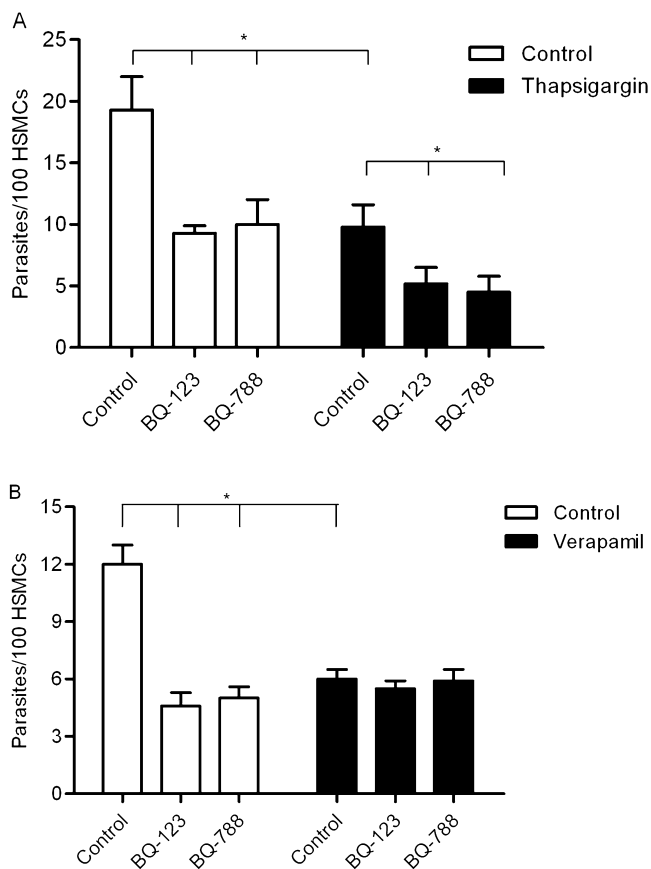 A
25
20
15
10
5
0
Parasites/100 HSMCs
*
*
Control
Thapsigargin
Control
BQ-123
BQ-788
Control
BQ-123
BQ-788
B
15
12
9
6
3
0
Parasites/100 HSMCs
*
Control
Verapamil
Control
BQ-123
BQ-788
Control
BQ-123
BQ-788